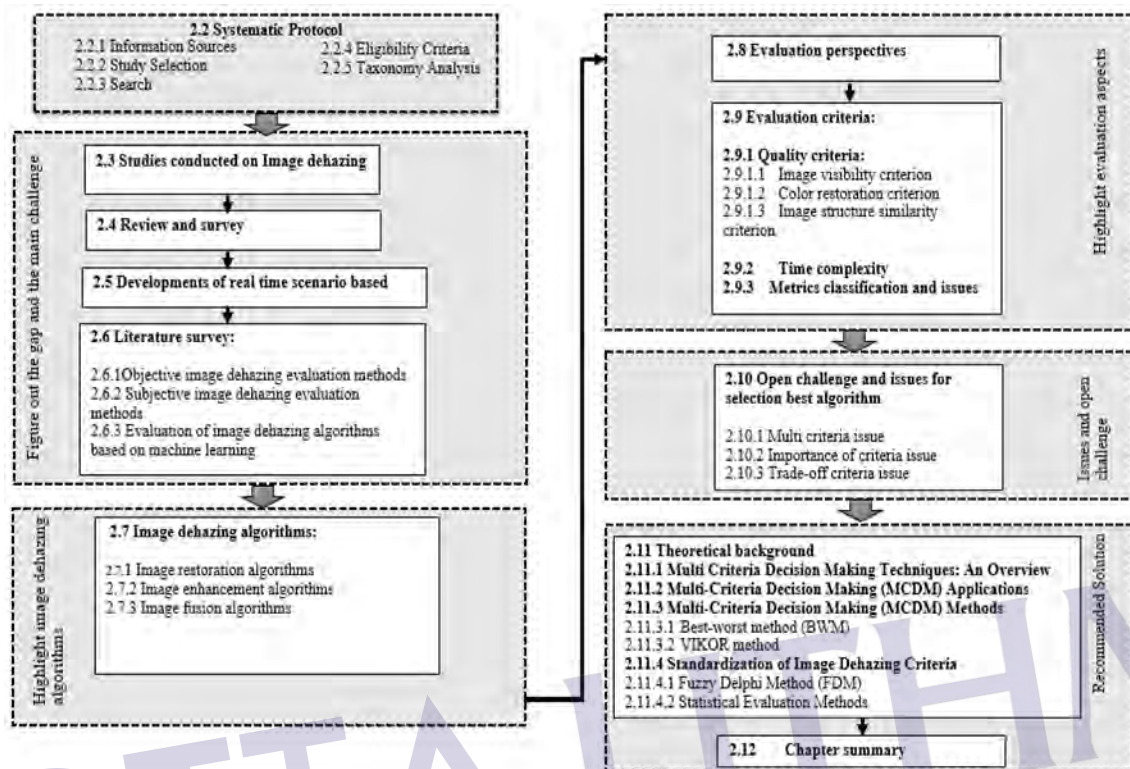 2.2 Systematic Protocol
2.2.1 Information Sources
2.2.2 Study Selection
2.2.3 Search
2.2.4 Eligibility Criteria
2.2.5 Taxonomy Analysis
Figure out the gap and the main challenge
2.3 Studies conducted on Image dehazing
2.4 Review and survey
2.5 Developments of real time scenario based
2.6 Literature survey:
2.6.1Objective image dehazing evaluation methods
2.6.2 Subjective image dehazing evaluation
methods
2.6.3 Evaluation of image dehazing algorithms
based on machine learning
Highlight image dehazing
algorithms
2.7 Image dehazing algorithms:
2.7.1 Image restoration algorithms
2.7.2 Image enhancement algorithms
2.7.3 Image fusion algorithms
2.8 Evaluation perspectives
2.9 Evaluation criteria:
2.9.1 Quality criteria:
2.9.1.1 Image visibility criterion
2.9.1.2 Color restoration criterion
2.9.1.3 Image structure similarity
criterion
2.9.2 Time complexity
2.9.3 Metrics classification and issues
Highlight evaluation aspects
2.10 Open challenge and issues for
selection best algorithm
2.10.1 Multi criteria issue
2.10.2 Importance of criteria issue
2.10.3 Trade-off criteria issue
Issues and open
challenge
2.11 Theoretical background
2.11.1 Multi Criteria Decision Making Techniques: An Overview
2.11.2 Multi-Criteria Decision Making (MCDM) Applications
2.11.3 Multi-Criteria Decision Making (MCDM) Methods
2.11.3.1 Best-worst method (BWM)
2.11.3.2 VIKOR method
2.11.4 Standardization of Image Dehazing Criteria
2.11.4.1 Fuzzy Delphi Method (FDM)
2.11.4.2 Statistical Evaluation Methods
Recommended Solution
2.12 Chapter summary